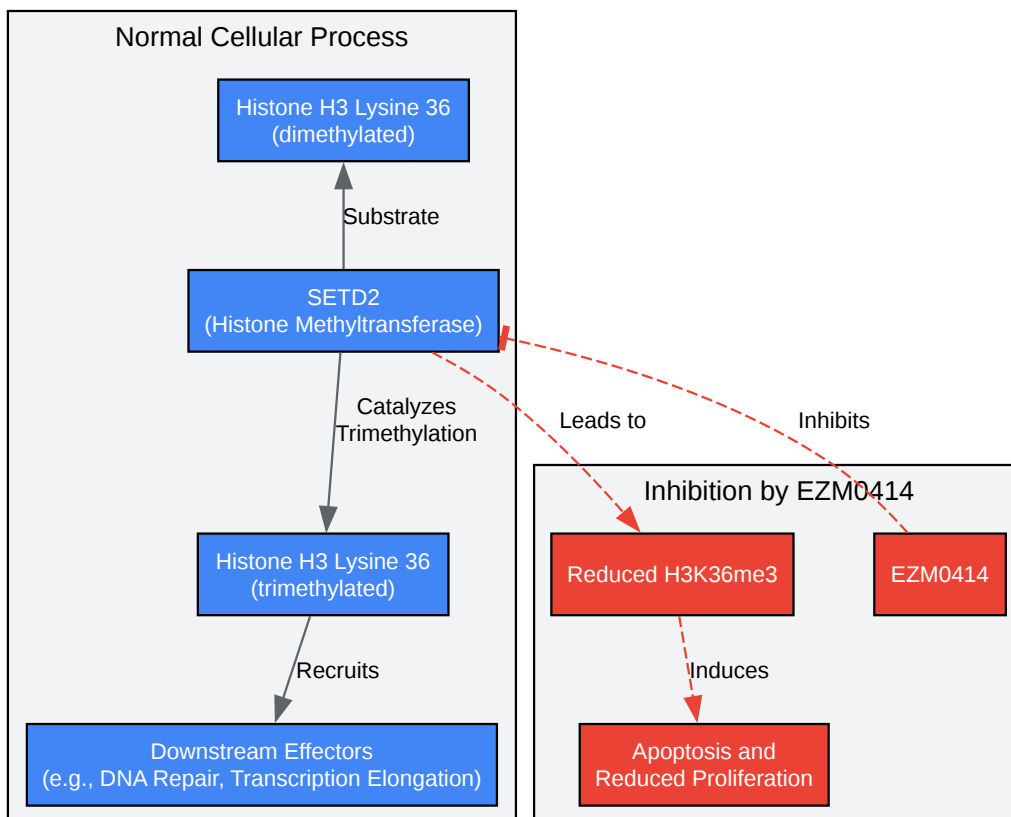 Normal Cellular Process
Histone H3 Lysine 36
(dimethylated)
Substrate
SETD2
(Histone Methyltransferase)
Catalyzes
Trimethylation
Leads to
Inhibits
Histone H3 Lysine 36
(trimethylated)
Recruits
Downstream Effectors
(e.g., DNA Repair, Transcription Elongation)
Inhibition by EZM0414
Reduced H3K36me3
EZM0414
Induces
Apoptosis and
Reduced Proliferation